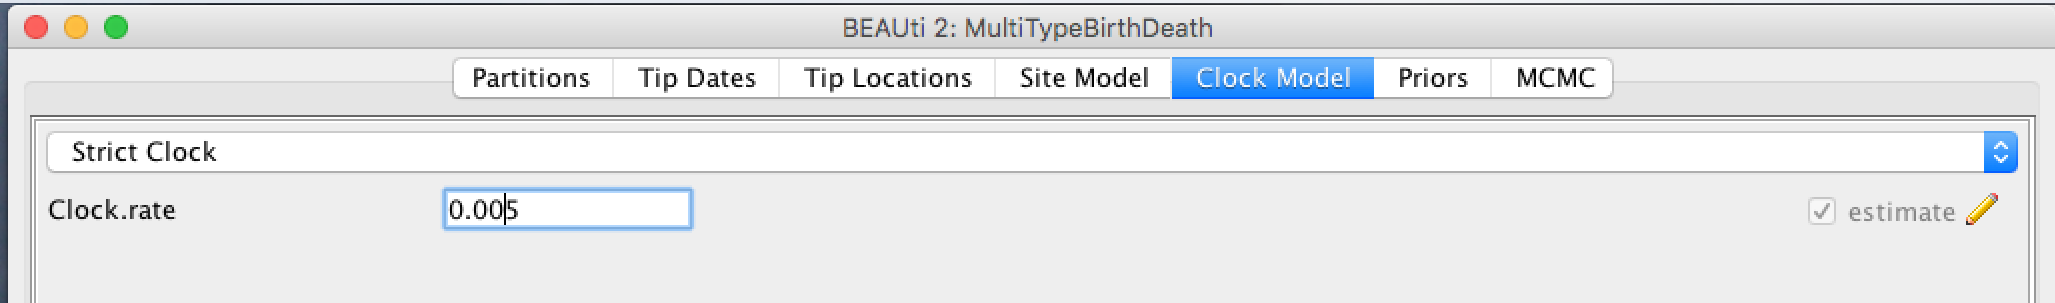 BEAUti 2: MultiTypeBirthDeath
Partitions Tip Dates Tip Locations Site Model Clock Model Priors MCMC
Strict Clock
Clock.rate 0.005 estimate